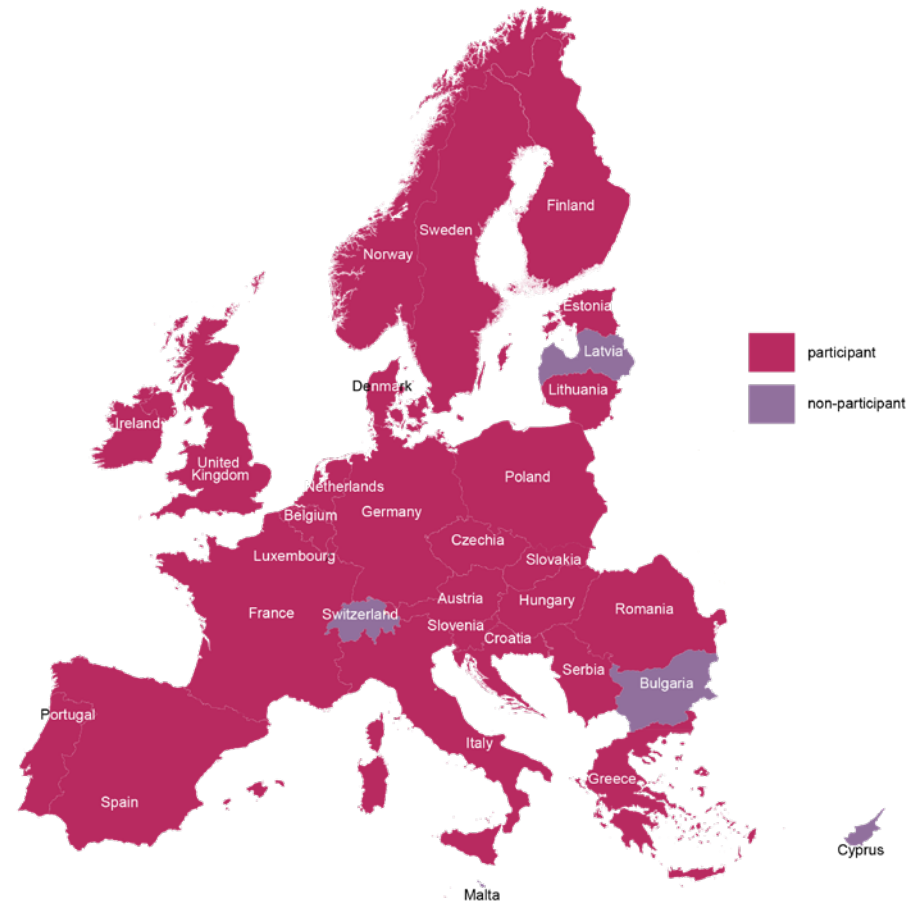 Finland
Sweden
Norway
Estonia
Latvia
participant
Denmark
Lithuania
non-participant
Ireland
United
Kingdom
Netherlands
Poland
Belgium
Germany
Czechia
Luxembourg
Slovakia
Austria
Hungary
France
Switzerland
Romania
Slovenia
Croatia
Serbia
Bulgaria
Portugal
Italy
Greece
Spain
Cyprus
Malta